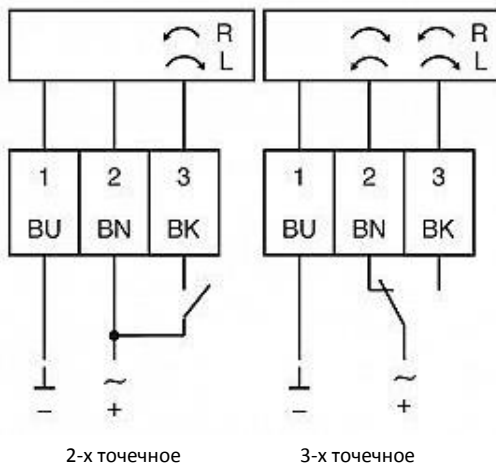 R R
L L
1 2 3 1 2 3
BU BN BK BU BN BK
~ ~
− + − +
2-х точечное 3-х точечное